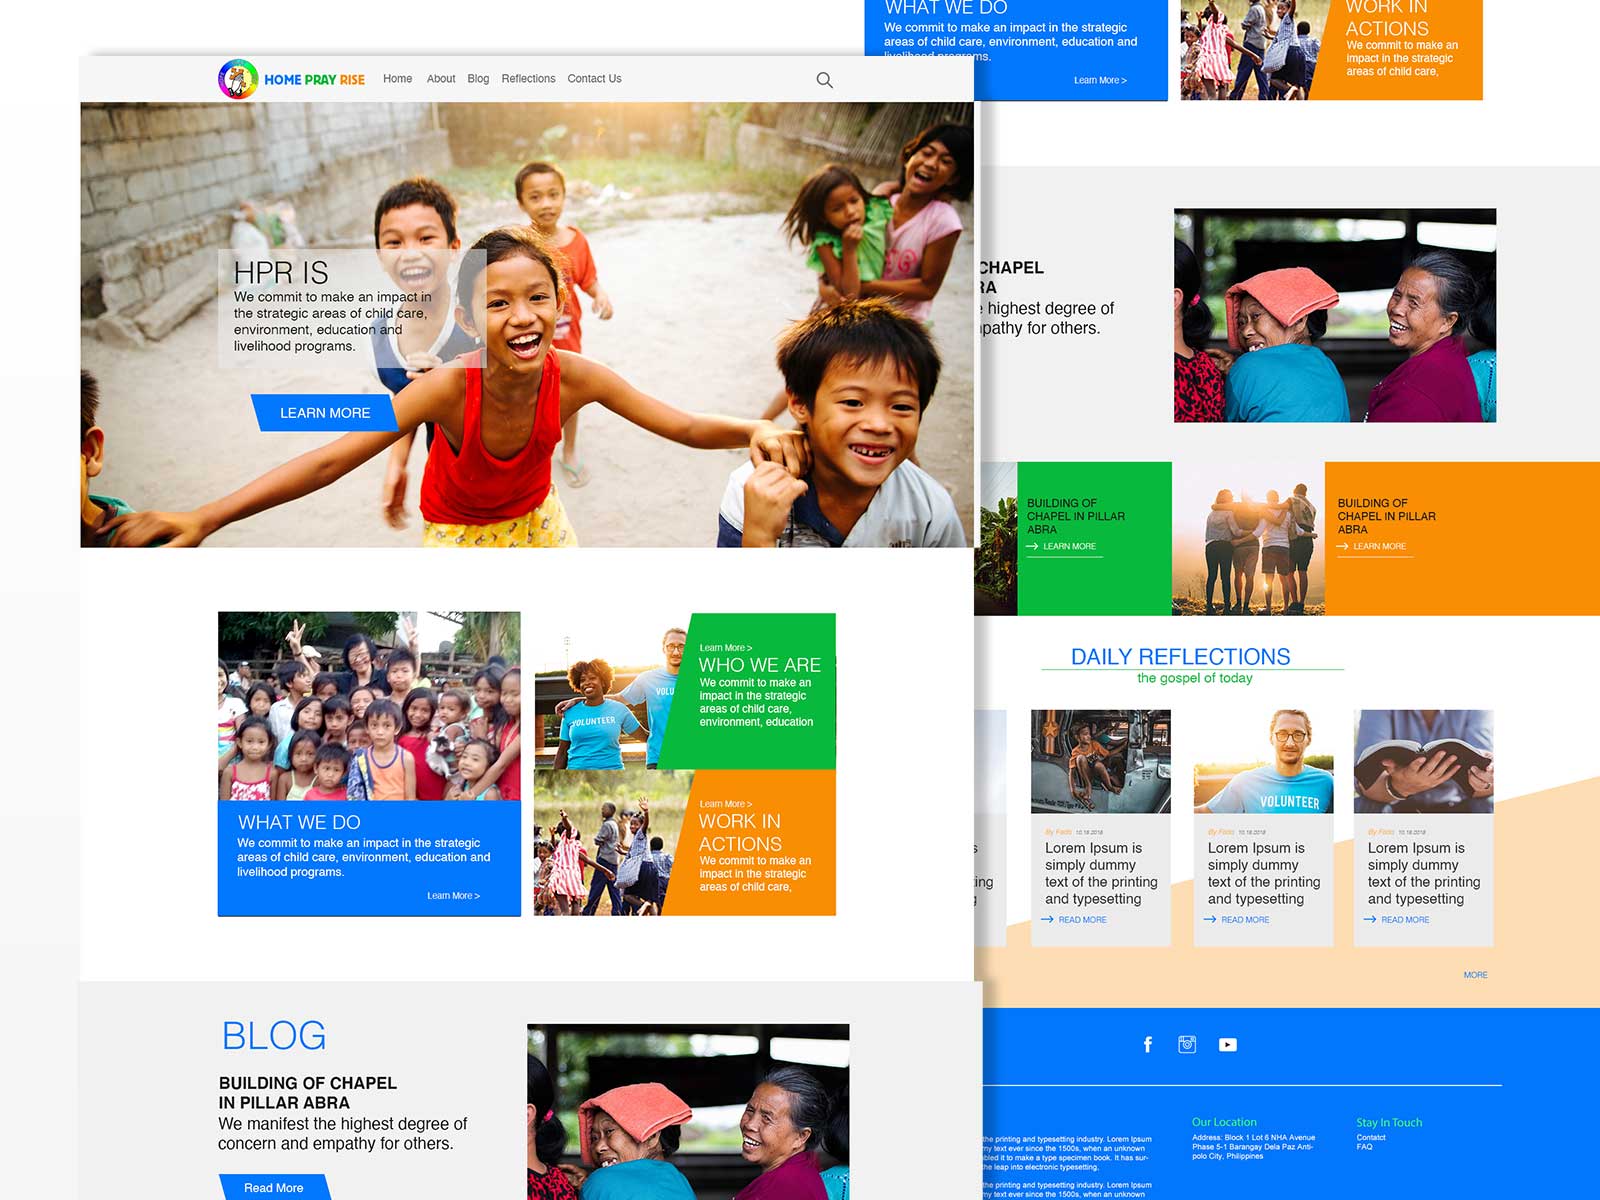 HOME PRAY RISE
Home About Blog Reflections Contact Us
HPR IS
We commit to make an impact in
the strategic areas of child care,
environment, education and
livelihood programs.
LEARN MORE
WHAT WE DO
We commit to make an impact in the strategic
areas of child care, environment, education and
livelihood programs.
Learn More >
VOLUNTEER
Learn More >
WHO WE ARE
We commit to make an
impact in the strategic
areas of child care,
environment, education
Learn More >
WORK IN
ACTIONS
We commit to make an
impact in the strategic
areas of child care,
BLOG
BUILDING OF CHAPEL
IN PILLAR ABRA
We manifest the highest degree of
concern and empathy for others.
Read More
WHAT WE DO
We commit to make an impact in the strategic
areas of child care, environment, education and
livelihood programs.
Learn More >
WORK IN
ACTIONS
We commit to make an
impact in the strategic
areas of child care,
CHAPEL
RA
highest degree of
pathy for others.
BUILDING OF
CHAPEL IN PILLAR
ABRA
LEARN MORE
BUILDING OF
CHAPEL IN PILLAR
ABRA
LEARN MORE
DAILY REFLECTIONS
the gospel of today
VOLUNTEER
By Fado 10.18.2018
Lorem Ipsum is
simply dummy
text of the printing
and typesetting
READ MORE
By Fado 10.18.2018
Lorem Ipsum is
simply dummy
text of the printing
and typesetting
READ MORE
By Fado 10.18.2018
Lorem Ipsum is
simply dummy
text of the printing
and typesetting
READ MORE
MORE
the printing and typesetting industry. Lorem Ipsum
my text ever since the 1500s, when an unknown
bled it to make a type specimen book. It has sur-
the leap into electronic typesetting,
the printing and typesetting industry. Lorem Ipsum
my text ever since the 1500s, when an unknown
Our Location
Address: Block 1 Lot 6 NHA Avenue
Phase 5-1 Barangay Dela Paz Anti-
polo City, Philippines
Stay In Touch
Contatct
FAQ